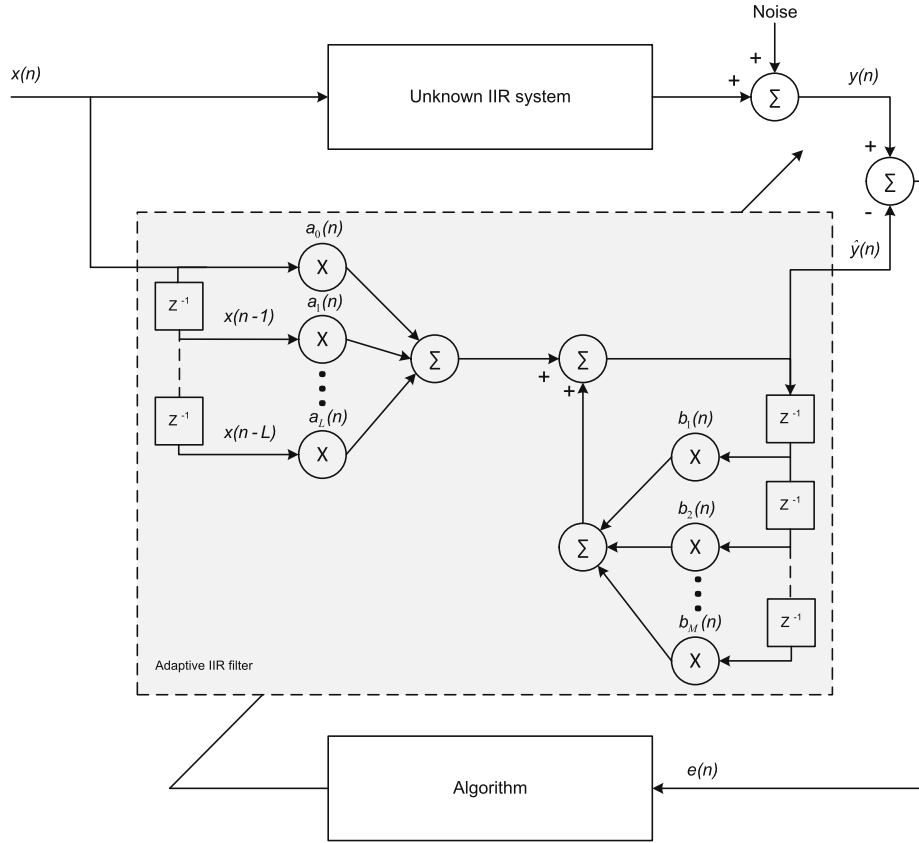 Noise
x(n)
Unknown IIR system
+
+
Σ
y(n)
+
Σ
-
ŷ(n)
a₀(n)
X
Z⁻¹
x(n-1)
a₁(n)
X
Σ
+
Σ
+
Z⁻¹
x(n-L)
a_L(n)
X
Z⁻¹
b₁(n)
X
Z⁻¹
b₂(n)
X
Σ
Z⁻¹
b_M(n)
X
Adaptive IIR filter
Algorithm
e(n)